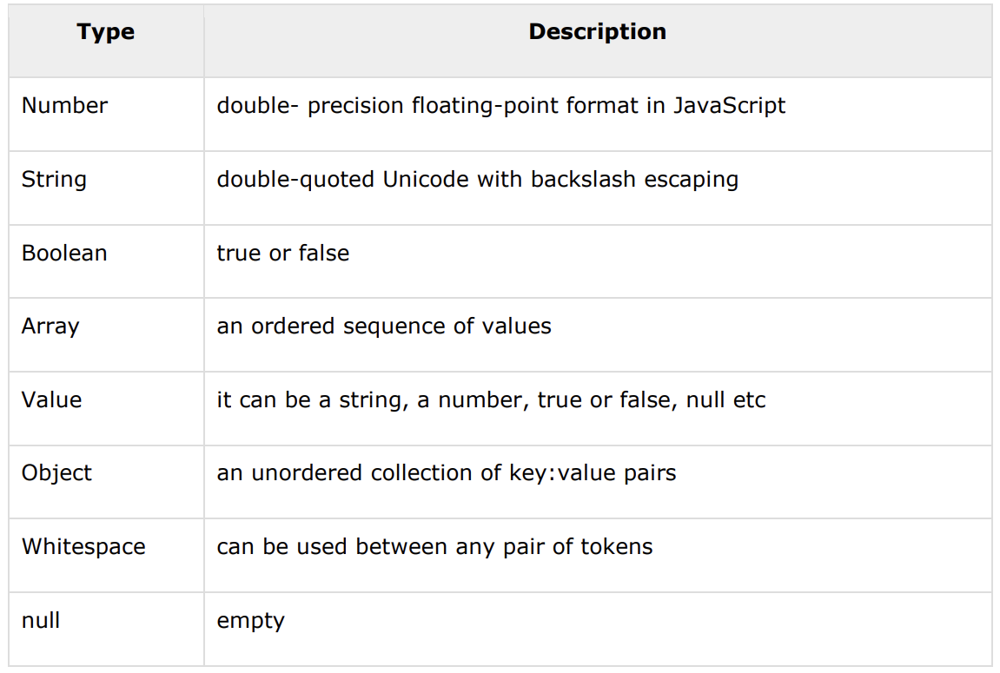 Type Description
Number double- precision floating-point format in JavaScript
String double-quoted Unicode with backslash escaping
Boolean true or false
Array an ordered sequence of values
Value it can be a string, a number, true or false, null etc
Object an unordered collection of key:value pairs
Whitespace can be used between any pair of tokens
null empty